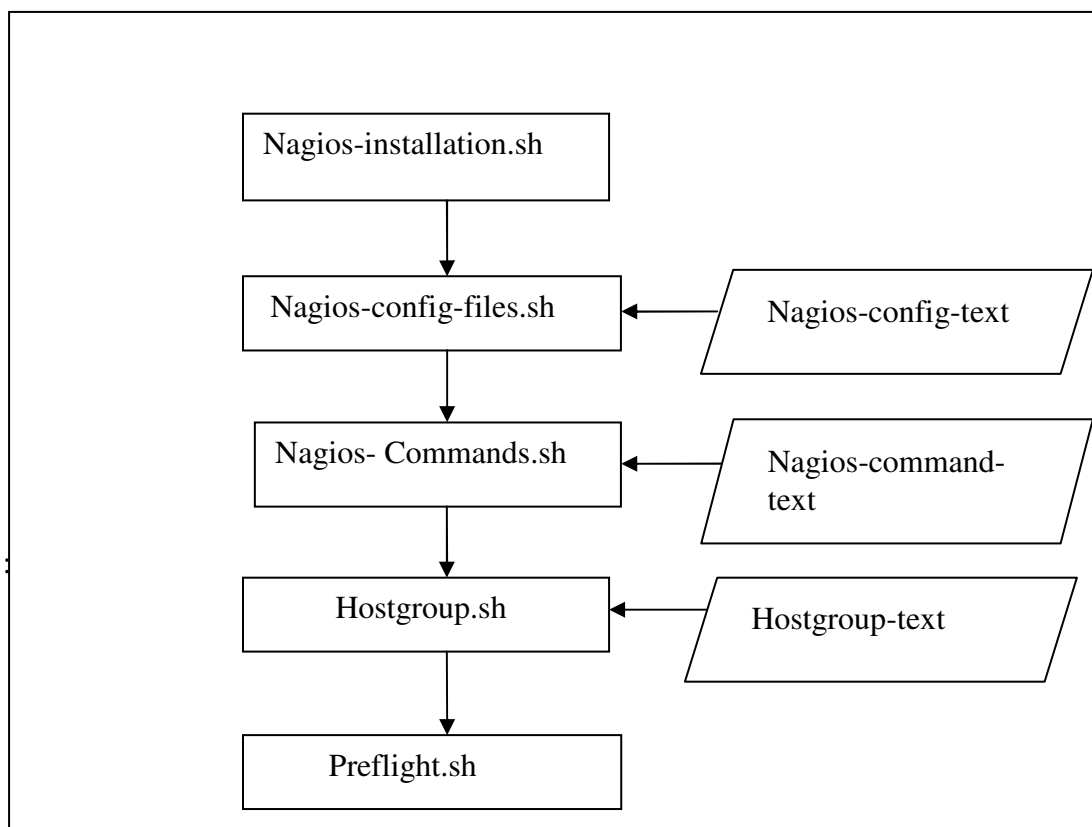 Nagios-installation.sh
Nagios-config-files.sh
Nagios-config-text
Nagios- Commands.sh
Nagios-command-
text
:
Hostgroup.sh
Hostgroup-text
Preflight.sh